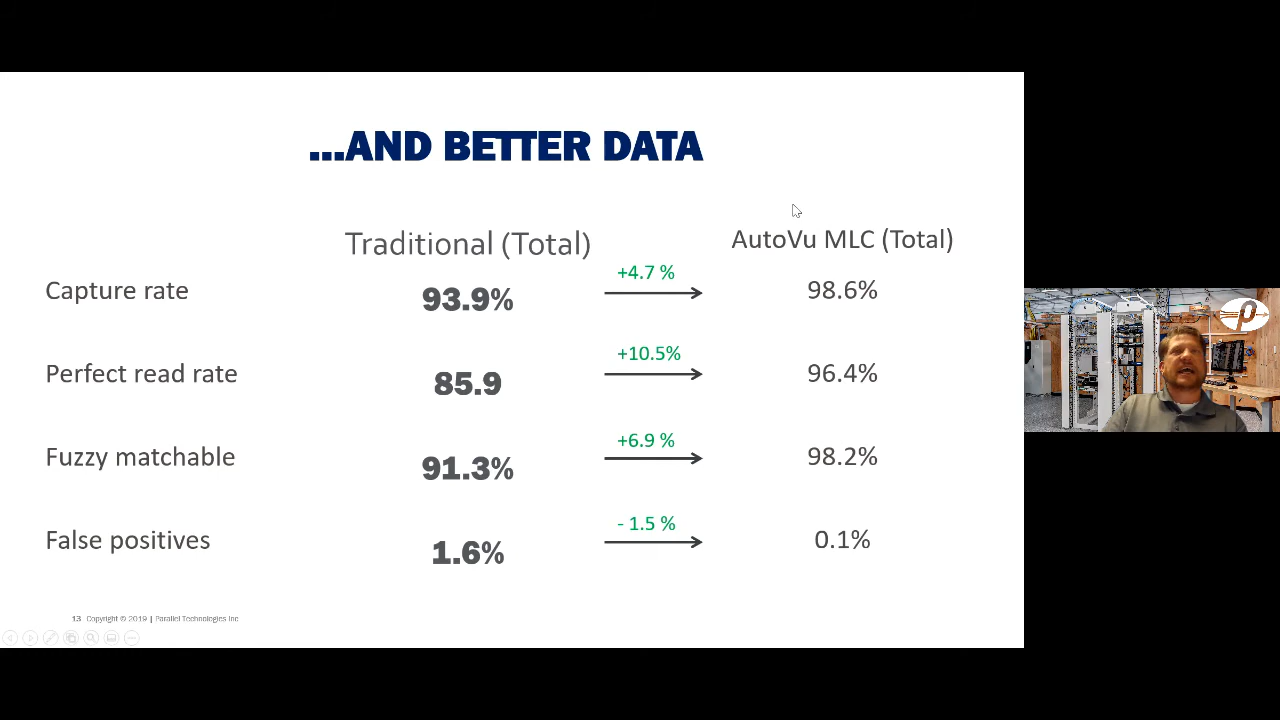 ...AND BETTER DATA
Traditional (Total)
AutoVu MLC (Total)
Capture rate
93.9%
+4.7 %
98.6%
Perfect read rate
85.9
+10.5%
96.4%
Fuzzy matchable
91.3%
+6.9 %
98.2%
False positives
1.6%
- 1.5 %
0.1%
13 Copyright © 2019 | Parallel Technologies Inc
p